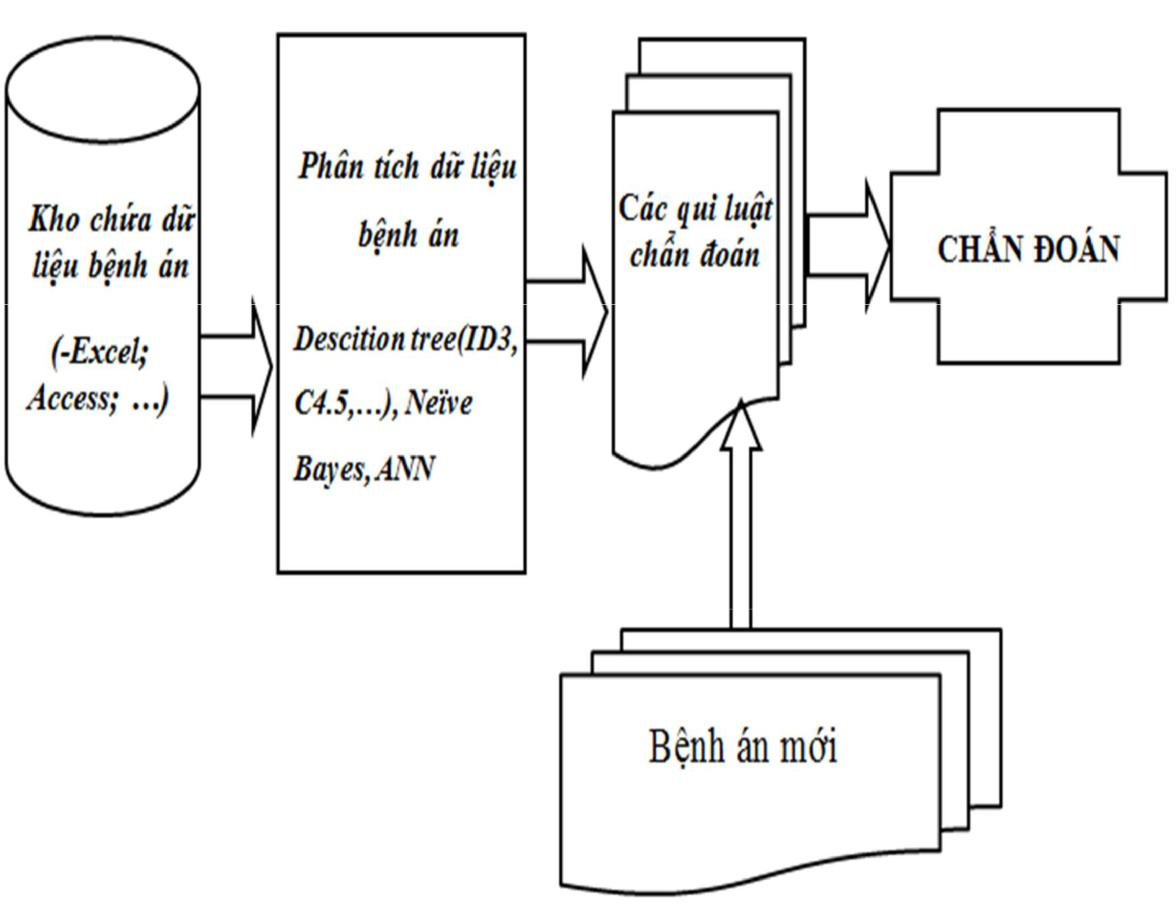 Kho chứa dữ
liệu bệnh án
(-Excel;
Access; ...)
Phân tích dữ liệu
bệnh án
Descition tree(ID3,
C4.5,...), Neïve
Bayes, ANN
Các qui luật
chẩn đoán
CHẨN ĐOÁN
Bệnh án mới